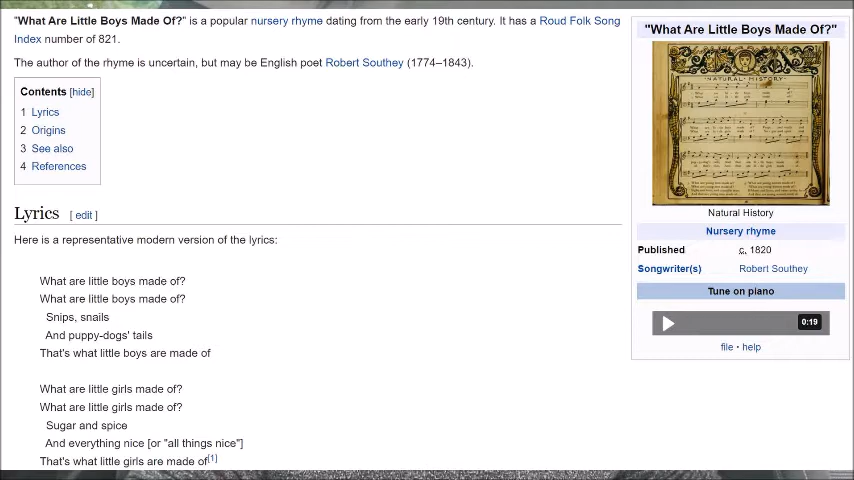 "What Are Little Boys Made Of?" is a popular nursery rhyme dating from the early 19th century. It has a Roud Folk Song
Index number of 821.
The author of the rhyme is uncertain, but may be English poet Robert Southey (1774–1843).
Contents [hide]
1 Lyrics
2 Origins
3 See also
4 References
Lyrics [ edit ]
Here is a representative modern version of the lyrics:
What are little boys made of?
What are little boys made of?
Snips, snails
And puppy-dogs' tails
That's what little boys are made of
What are little girls made of?
What are little girls made of?
Sugar and spice
And everything nice [or "all things nice"]
That's what little girls are made of[1]
"What Are Little Boys Made Of?"
NATURAL HISTORY
Natural History
Nursery rhyme
Published c. 1820
Songwriter(s) Robert Southey
Tune on piano
0:19
file • help